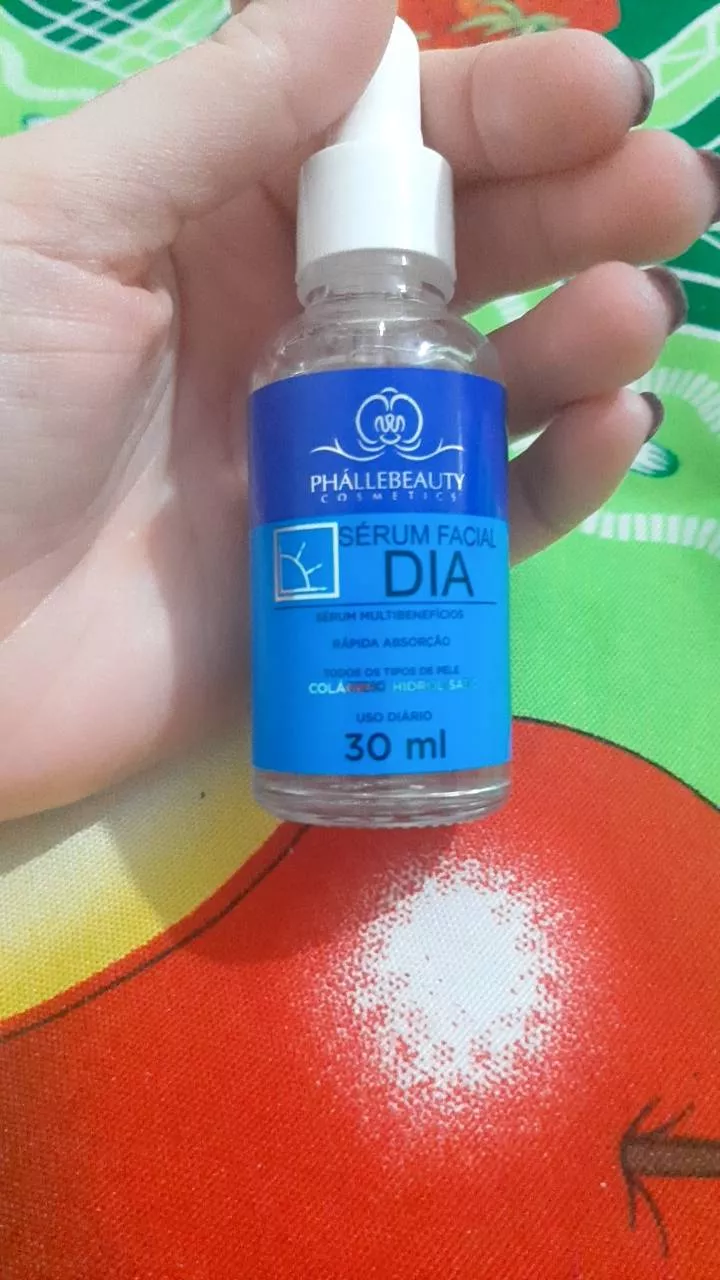 PHÁLLEBEAUTY
COSMETICS
SÉRUM FACIAL
DIA
SÉRUM MULTIBENEFÍCIOS
RÁPIDA ABSORÇÃO
TODOS OS TIPOS DE PELE
USO DIÁRIO
30 ml